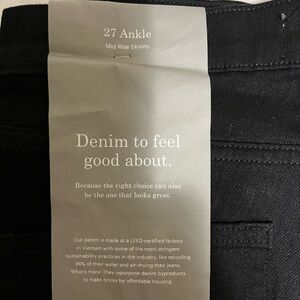 27 Ankle
Mid Rise Skinny
Denim to feel
good about.
Because the right choice can also
be the one that looks great.
Our denim is made at a LEED-certified factory
in Vietnam with some of the most stringent
sustainability practices in the industry, like recycling
98% of their water and air-drying their jeans.
What's more: They repurpose denim byproducts
to make bricks for affordable housing.